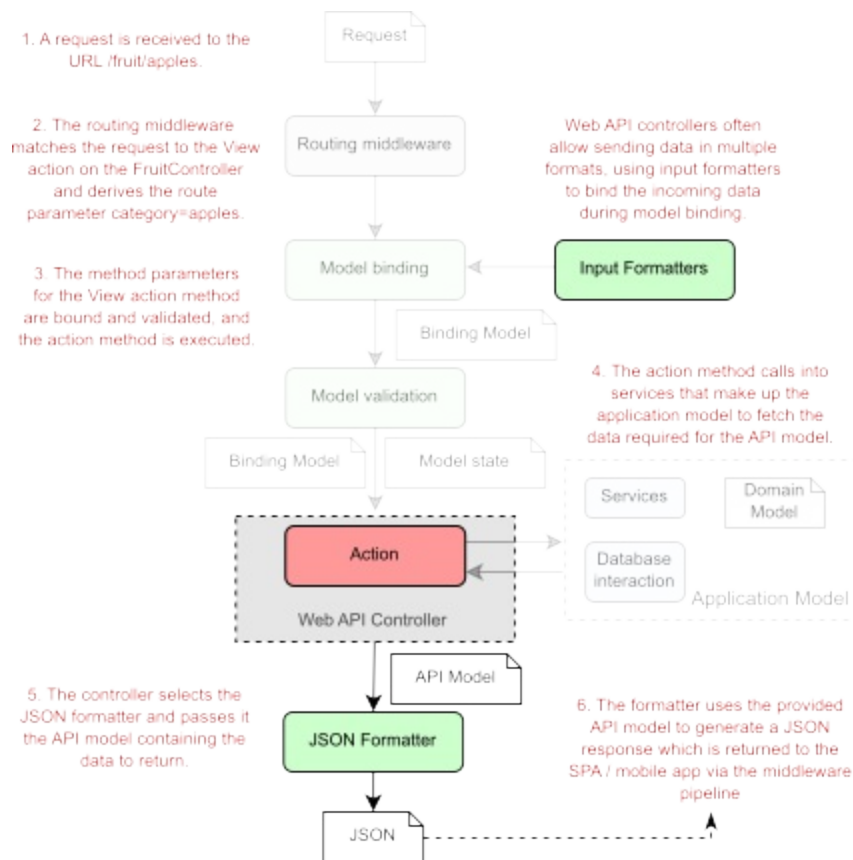 1. A request is received to the
URL /fruit/apples.
Request
2. The routing middleware
matches the request to the View
action on the FruitController
and derives the route
parameter category=apples.
Routing middleware
Web API controllers often
allow sending data in multiple
formats, using input formatters
to bind the incoming data
during model binding.
3. The method parameters
for the View action method
are bound and validated, and
the action method is executed.
Model binding
Input Formatters
Binding Model
Model validation
4. The action method calls into
services that make up the
application model to fetch the
data required for the API model.
Binding Model
Model state
Services
Domain
Model
Database
interaction
Application Model
Action
Web API Controller
API Model
5. The controller selects the
JSON formatter and passes it
the API model containing the
data to return.
JSON Formatter
6. The formatter uses the provided
API model to generate a JSON
response which is returned to the
SPA / mobile app via the middleware
pipeline
JSON